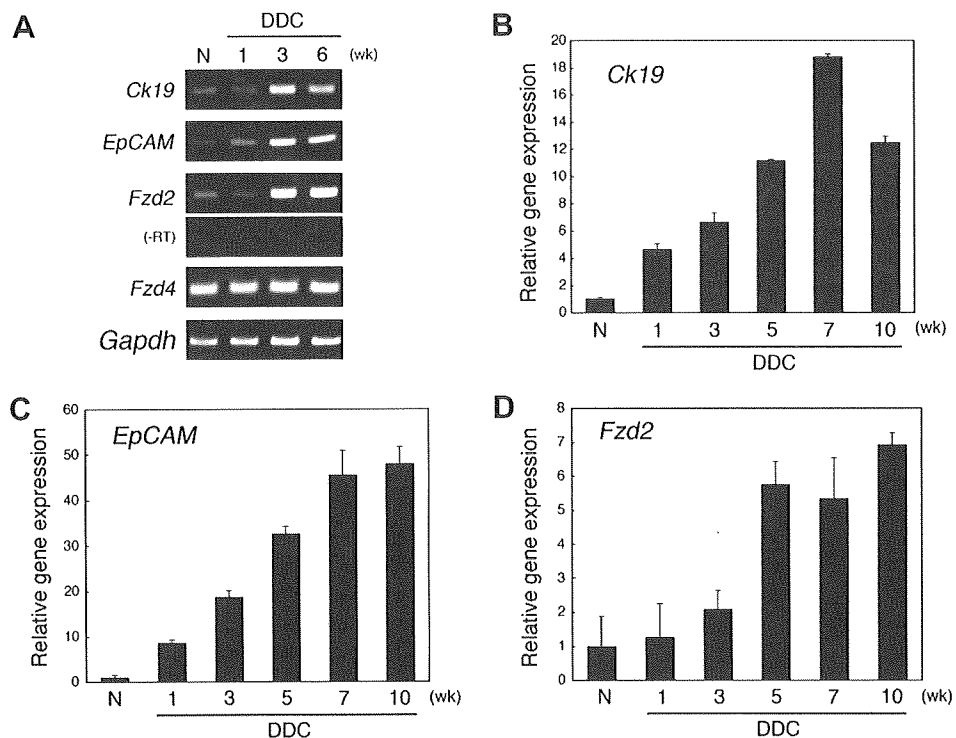 A
DDC
N 1 3 6 (wk)
Ck19
EpCAM
Fzd2
(-RT)
Fzd4
Gapdh
B
Ck19
Relative gene expression
20
18
16
14
12
10
8
6
4
2
0
N 1 3 5 7 10 (wk)
DDC
C
EpCAM
Relative gene expression
60
50
40
30
20
10
0
N 1 3 5 7 10 (wk)
DDC
D
Fzd2
Relative gene expression
8
7
6
5
4
3
2
1
0
N 1 3 5 7 10 (wk)
DDC